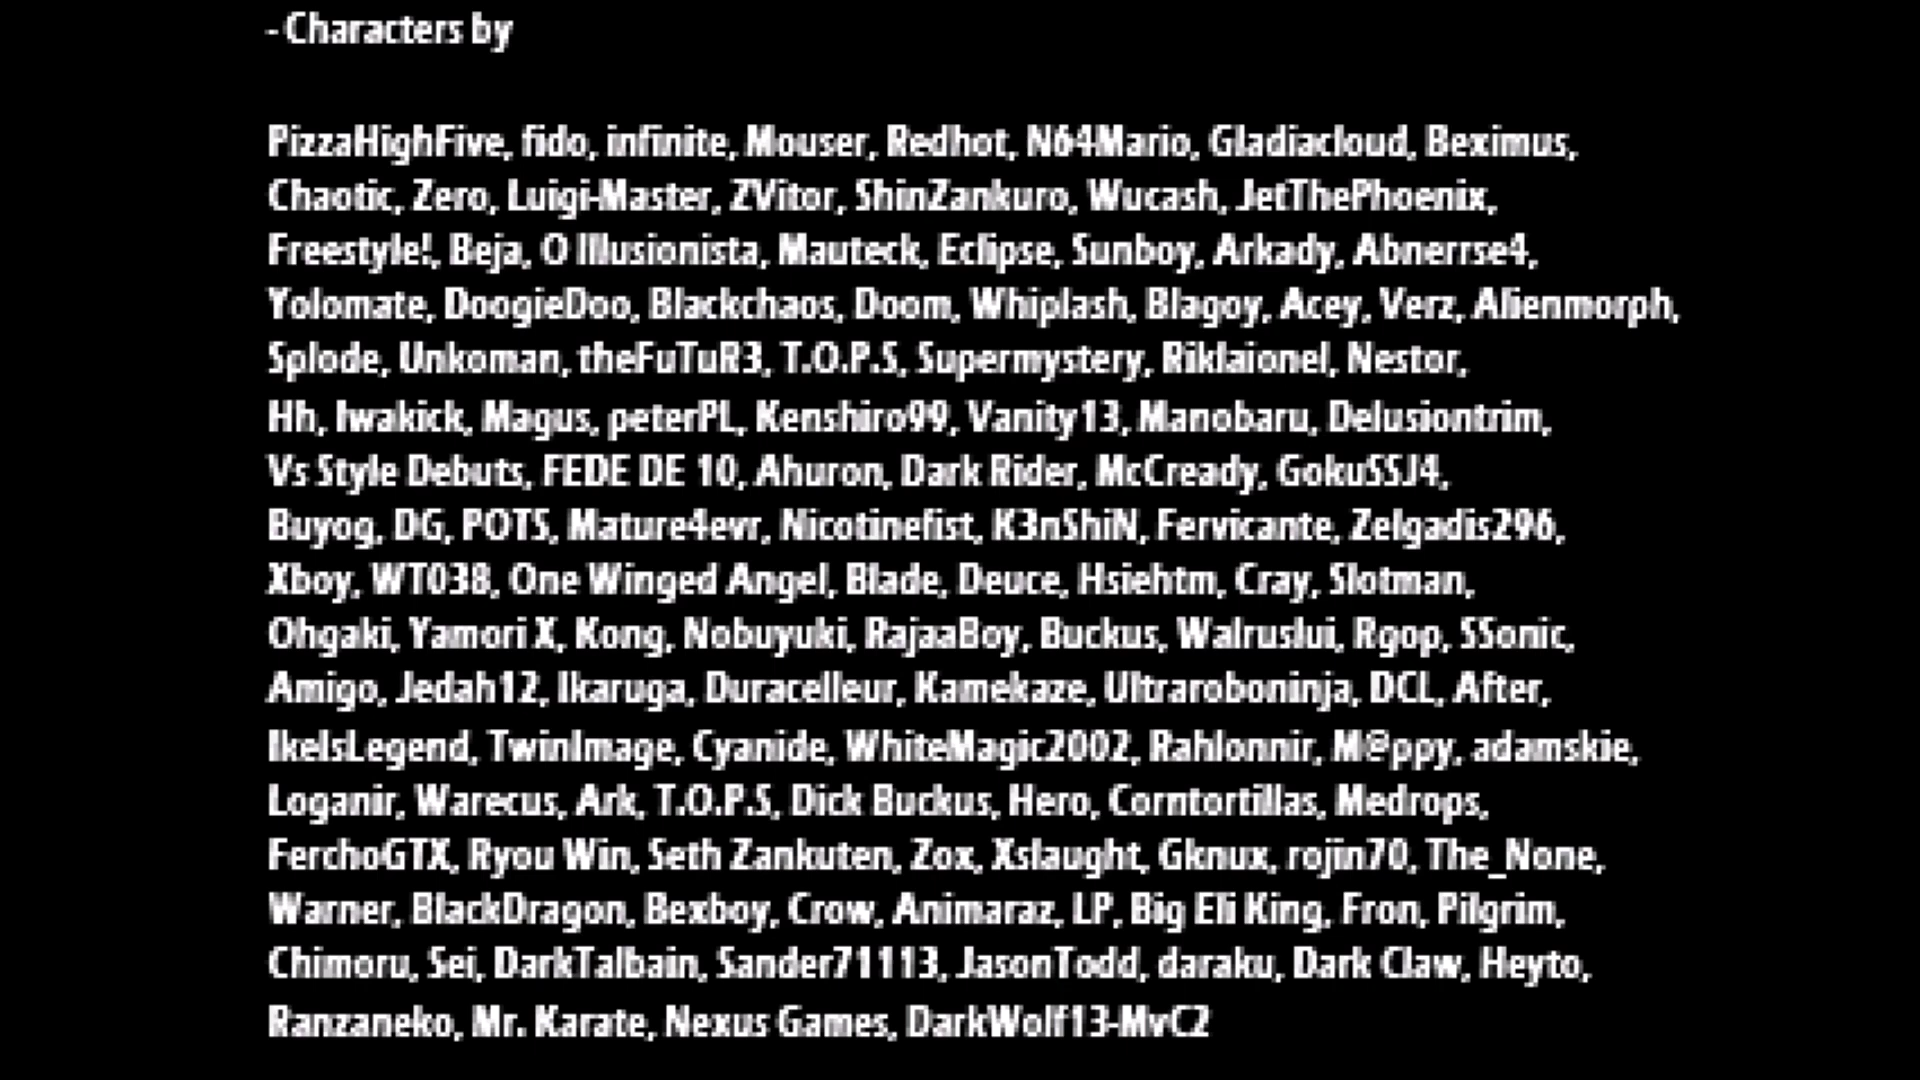 - Characters by
PizzaHighFive, fido, infinite, Mouser, Redhot, N64Mario, Gladiacloud, Beximus,
Chaotic, Zero, Luigi-Master, ZVitor, ShinZankuro, Wucash, JetThePhoenix,
Freestyle!, Beja, O Illusionista, Mauteck, Eclipse, Sunboy, Arkady, Abnerrse4,
Yolomate, DoogieDoo, Blackchaos, Doom, Whiplash, Blagoy, Acey, Verz, Alienmorph,
Splode, Unkoman, theFuTuR3, T.O.P.S, Supermystery, Riklaionel, Nestor,
Hh, Iwakick, Magus, peterPL, Kenshiro99, Vanity13, Manobaru, Delusiontrim,
Vs Style Debuts, FEDE DE 10, Ahuron, Dark Rider, McCready, GokuSSJ4,
Buyog, DG, POTS, Mature4evr, Nicotinefist, K3nShiN, Fervicante, Zelgadis296,
Xboy, WT038, One Winged Angel, Blade, Deuce, Hsiehtm, Cray, Slotman,
Ohgaki, Yamori X, Kong, Nobuyuki, RajaaBoy, Buckus, Walruslui, Rgop, SSonic,
Amigo, Jedah12, Ikaruga, Duracelleur, Kamekaze, Ultraroboninja, DCL, After,
IkeIsLegend, TwinImage, Cyanide, WhiteMagic2002, Rahlonnir, M@ppy, adamskie,
Loganir, Warecus, Ark, T.O.P.S, Dick Buckus, Hero, Corntortillas, Medrops,
FerchoGTX, Ryou Win, Seth Zankuten, Zox, Xslaught, Gknux, rojin70, The_None,
Warner, BlackDragon, Bexboy, Crow, Animaraz, LP, Big Eli King, Fron, Pilgrim,
Chimoru, Sei, DarkTalbain, Sander71113, JasonTodd, daraku, Dark Claw, Heyto,
Ranzaneko, Mr. Karate, Nexus Games, DarkWolf13-MvC2